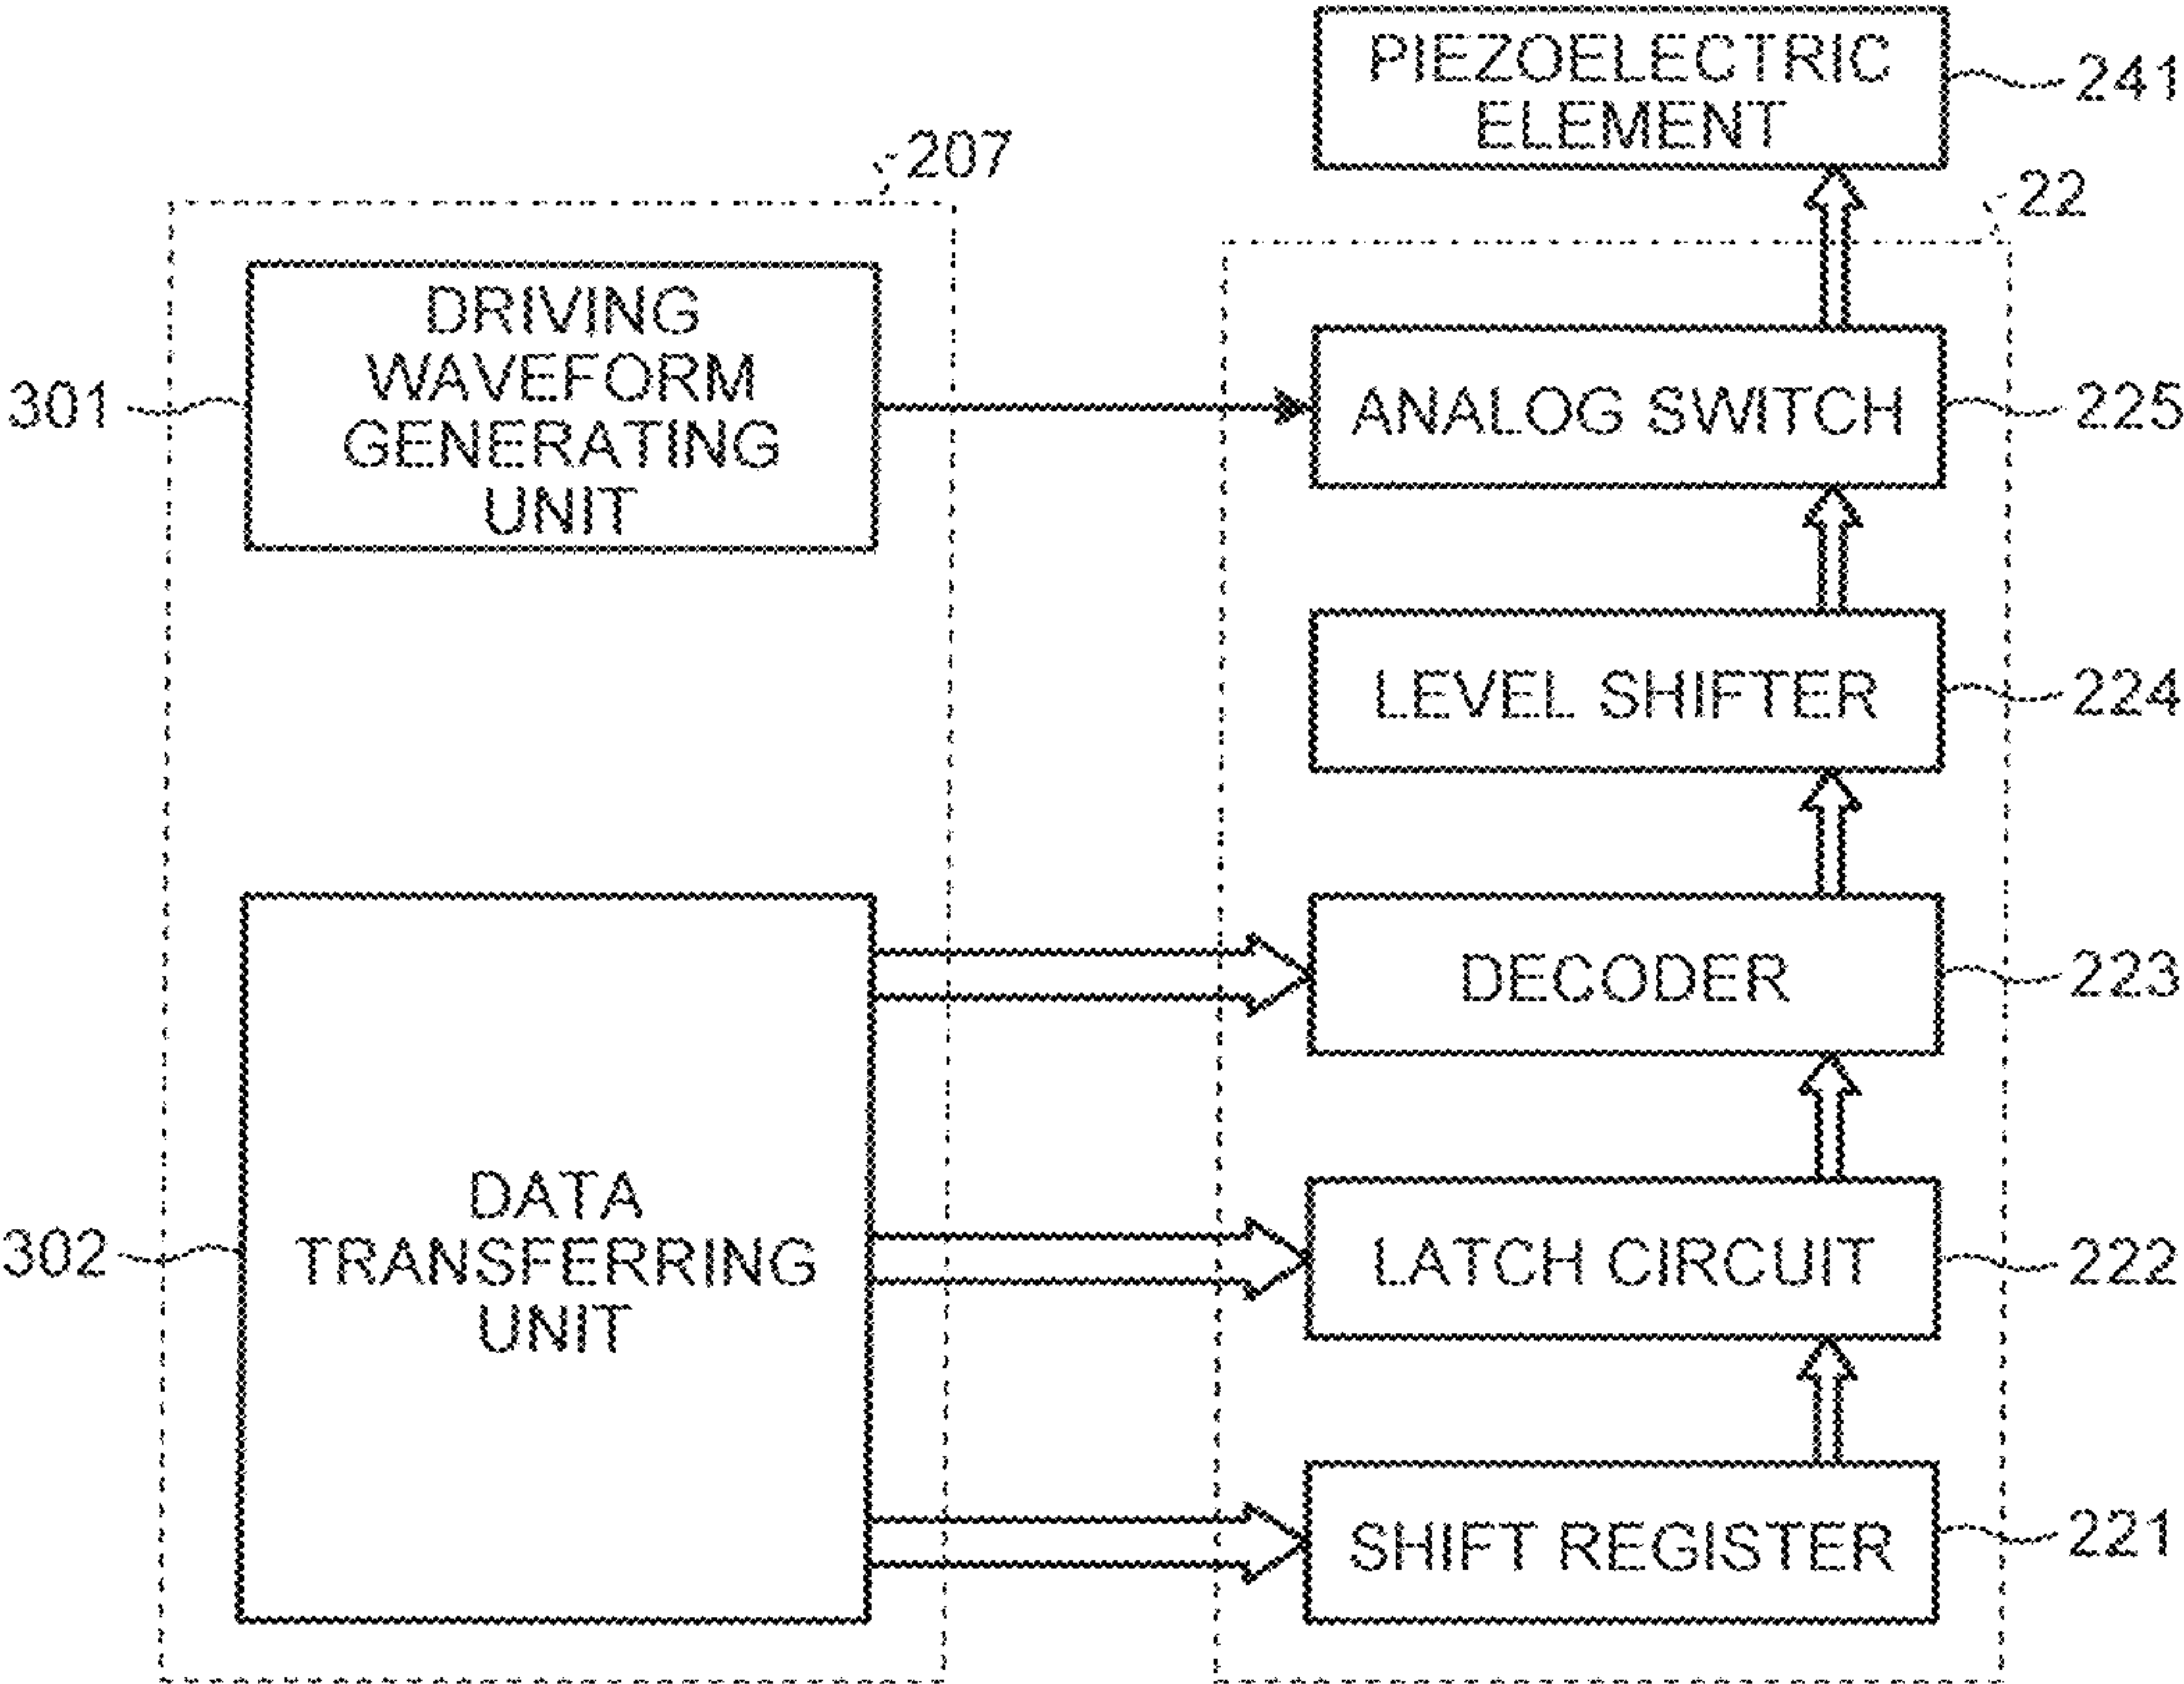 PIEZOELECTRIC
ELEMENT
241
207
22
DRIVING
WAVEFORM
GENERATING
UNIT
301
ANALOG SWITCH
225
LEVEL SHIFTER
224
DECODER
223
DATA
TRANSFERRING
UNIT
302
LATCH CIRCUIT
222
SHIFT REGISTER
221